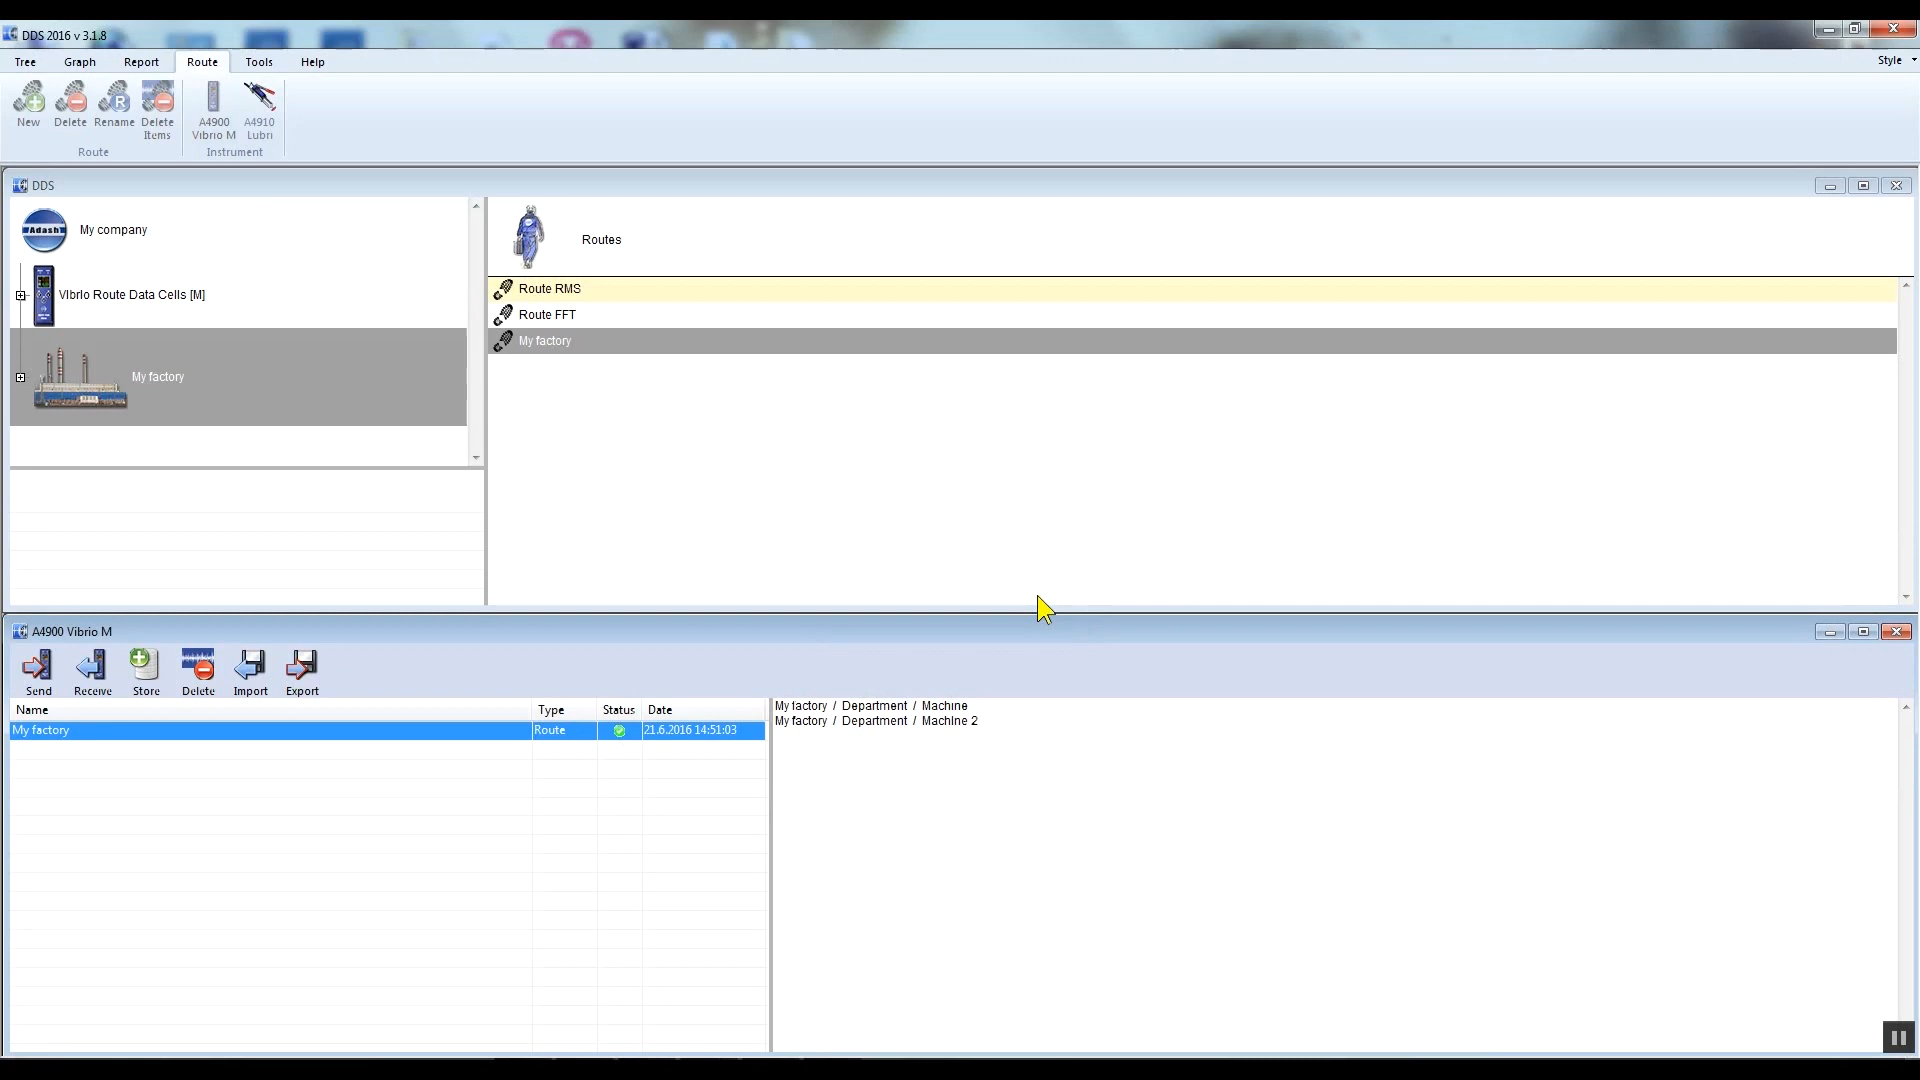 DDS 2016 v 3.1.8
Tree Graph Report Route Tools Help Style
New Delete Rename Delete Items A4900 Vibrio M A4910 Lubri
Route Instrument
DDS
Adash My company
VIbrIo Route Data Cells [M]
My factory
Routes
Route RMS
Route FFT
My factory
A4900 Vibrio M
Send Receive Store Delete Import Export
Name Type Status Date
My factory Route 21.6.2016 14:51:03
My factory / Department / Machine
My factory / Department / MachIne 2